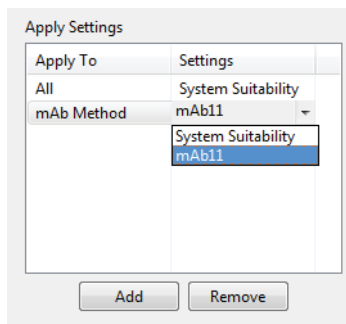 Apply Settings
Apply To Settings
All System Suitability
mAb Method mAb11
System Suitability
mAb11
Add Remove